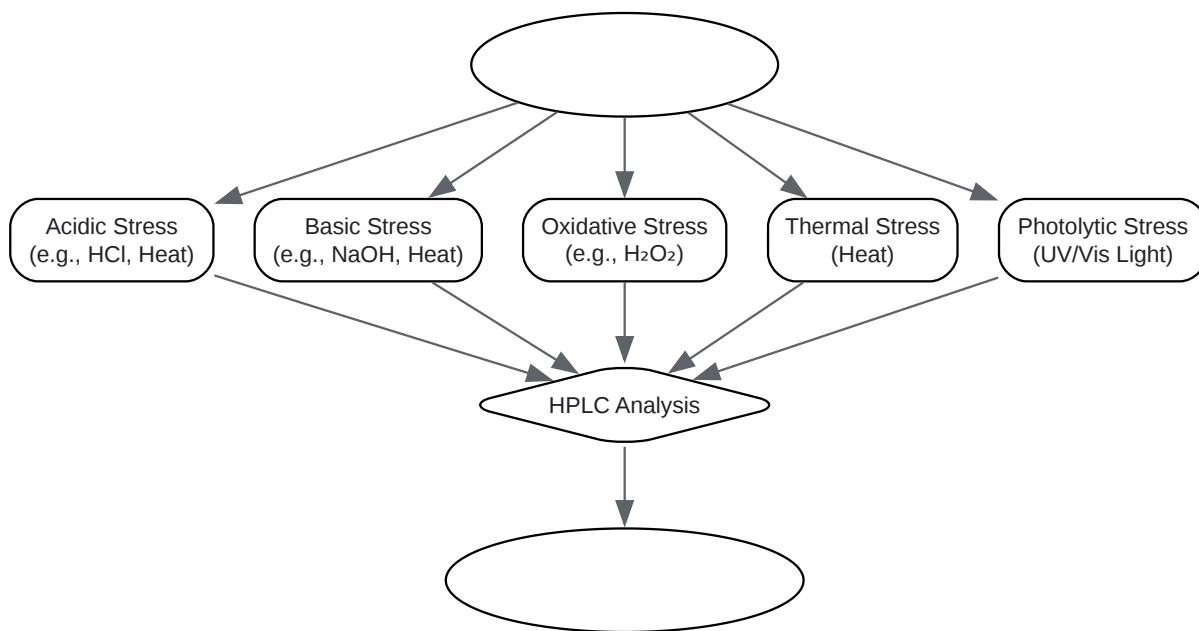 Acidic Stress
(e.g., HCl, Heat)
Basic Stress
(e.g., NaOH, Heat)
Oxidative Stress
(e.g., H₂O₂)
Thermal Stress
(Heat)
Photolytic Stress
(UV/Vis Light)
HPLC Analysis